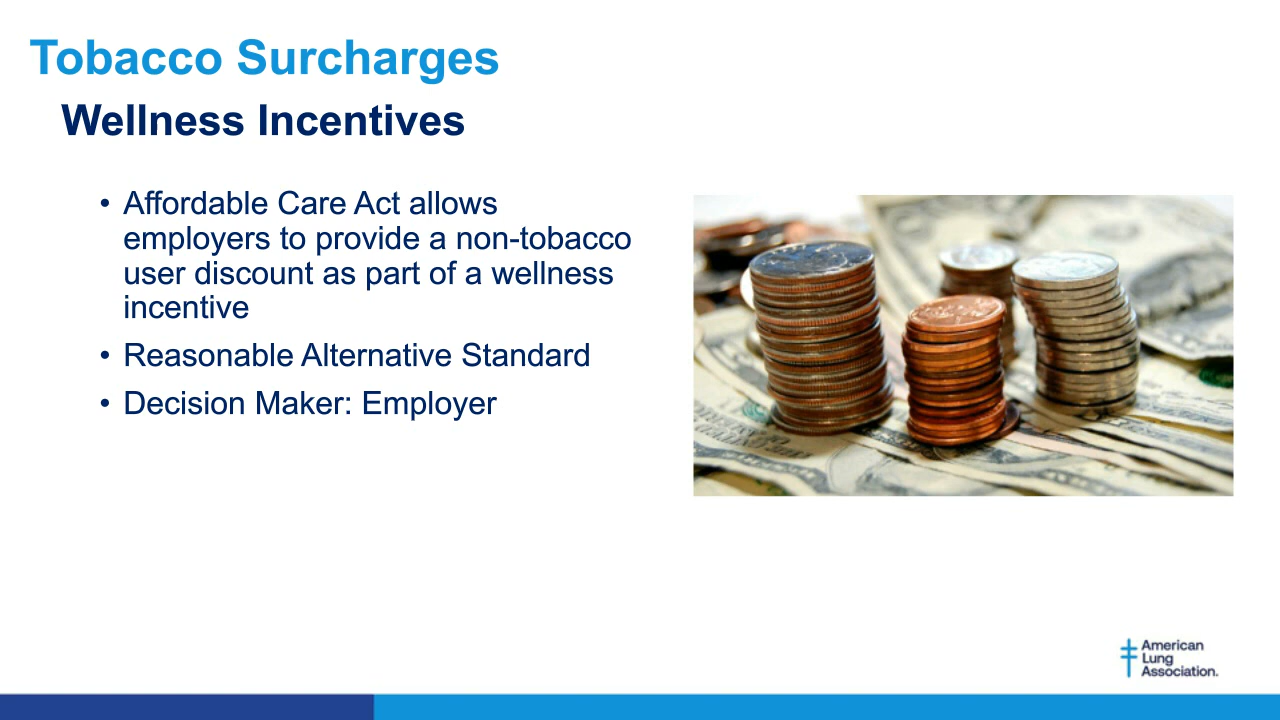 Tobacco Surcharges
Wellness Incentives
• Affordable Care Act allows
employers to provide a non-tobacco
user discount as part of a wellness
incentive
• Reasonable Alternative Standard
• Decision Maker: Employer
American
Lung
Association.